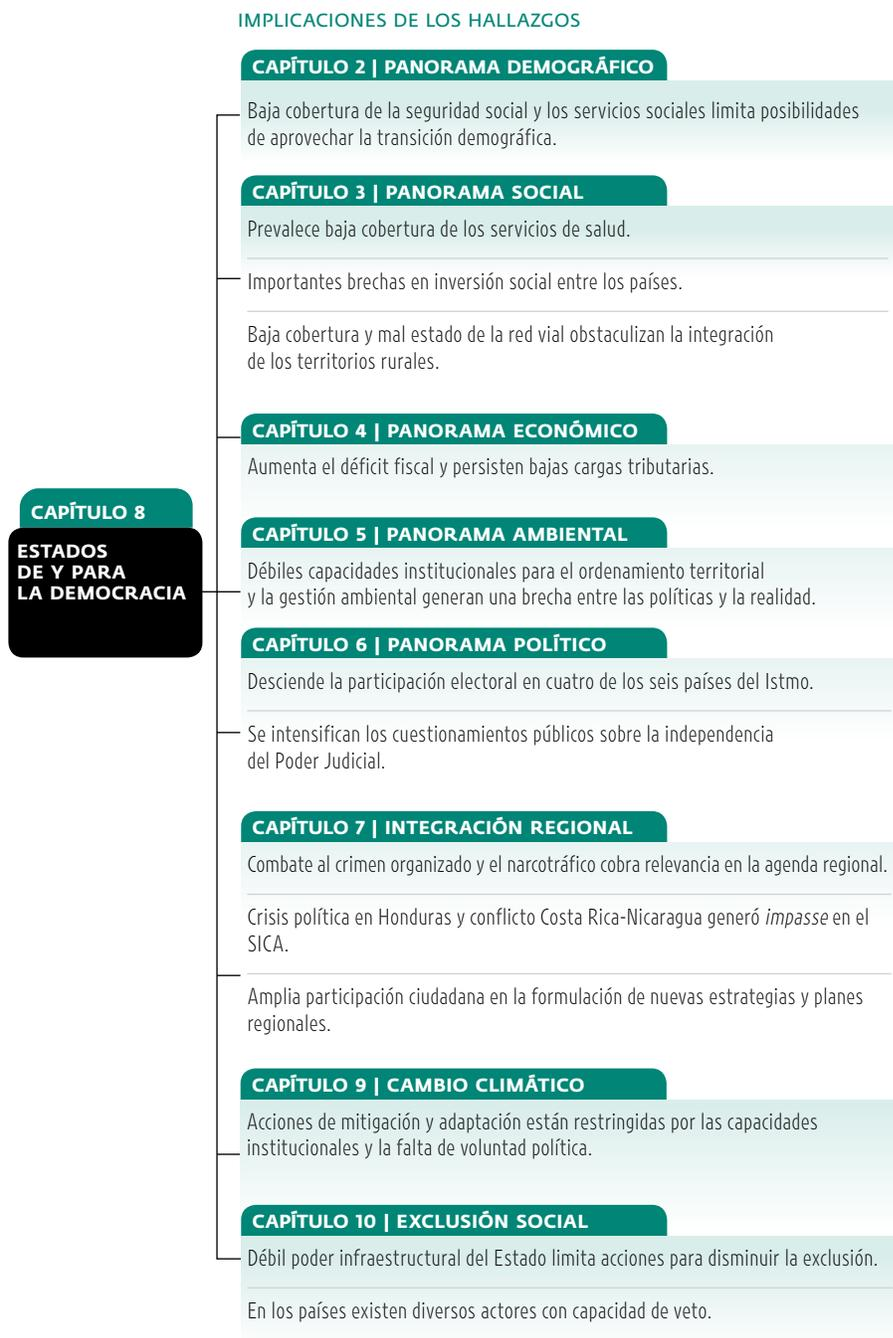 IMPLICACIONES DE LOS HALLAZGOS
CAPÍTULO 2 | PANORAMA DEMOGRÁFICO
Baja cobertura de la seguridad social y los servicios sociales limita posibilidades
de aprovechar la transición demográfica.
CAPÍTULO 3 | PANORAMA SOCIAL
Prevalece baja cobertura de los servicios de salud.
Importantes brechas en inversión social entre los países.
Baja cobertura y mal estado de la red vial obstaculizan la integración
de los territorios rurales.
CAPÍTULO 4 | PANORAMA ECONÓMICO
Aumenta el déficit fiscal y persisten bajas cargas tributarias.
CAPÍTULO 8
ESTADOS
DE Y PARA
LA DEMOCRACIA
CAPÍTULO 5 | PANORAMA AMBIENTAL
Débiles capacidades institucionales para el ordenamiento territorial
y la gestión ambiental generan una brecha entre las políticas y la realidad.
CAPÍTULO 6 | PANORAMA POLÍTICO
Desciende la participación electoral en cuatro de los seis países del Istmo.
Se intensifican los cuestionamientos públicos sobre la independencia
del Poder Judicial.
CAPÍTULO 7 | INTEGRACIÓN REGIONAL
Combate al crimen organizado y el narcotráfico cobra relevancia en la agenda regional.
Crisis política en Honduras y conflicto Costa Rica-Nicaragua generó impasse en el
SICA.
Amplia participación ciudadana en la formulación de nuevas estrategias y planes
regionales.
CAPÍTULO 9 | CAMBIO CLIMÁTICO
Acciones de mitigación y adaptación están restringidas por las capacidades
institucionales y la falta de voluntad política.
CAPÍTULO 10 | EXCLUSIÓN SOCIAL
Débil poder infraestructural del Estado limita acciones para disminuir la exclusión.
En los países existen diversos actores con capacidad de veto.